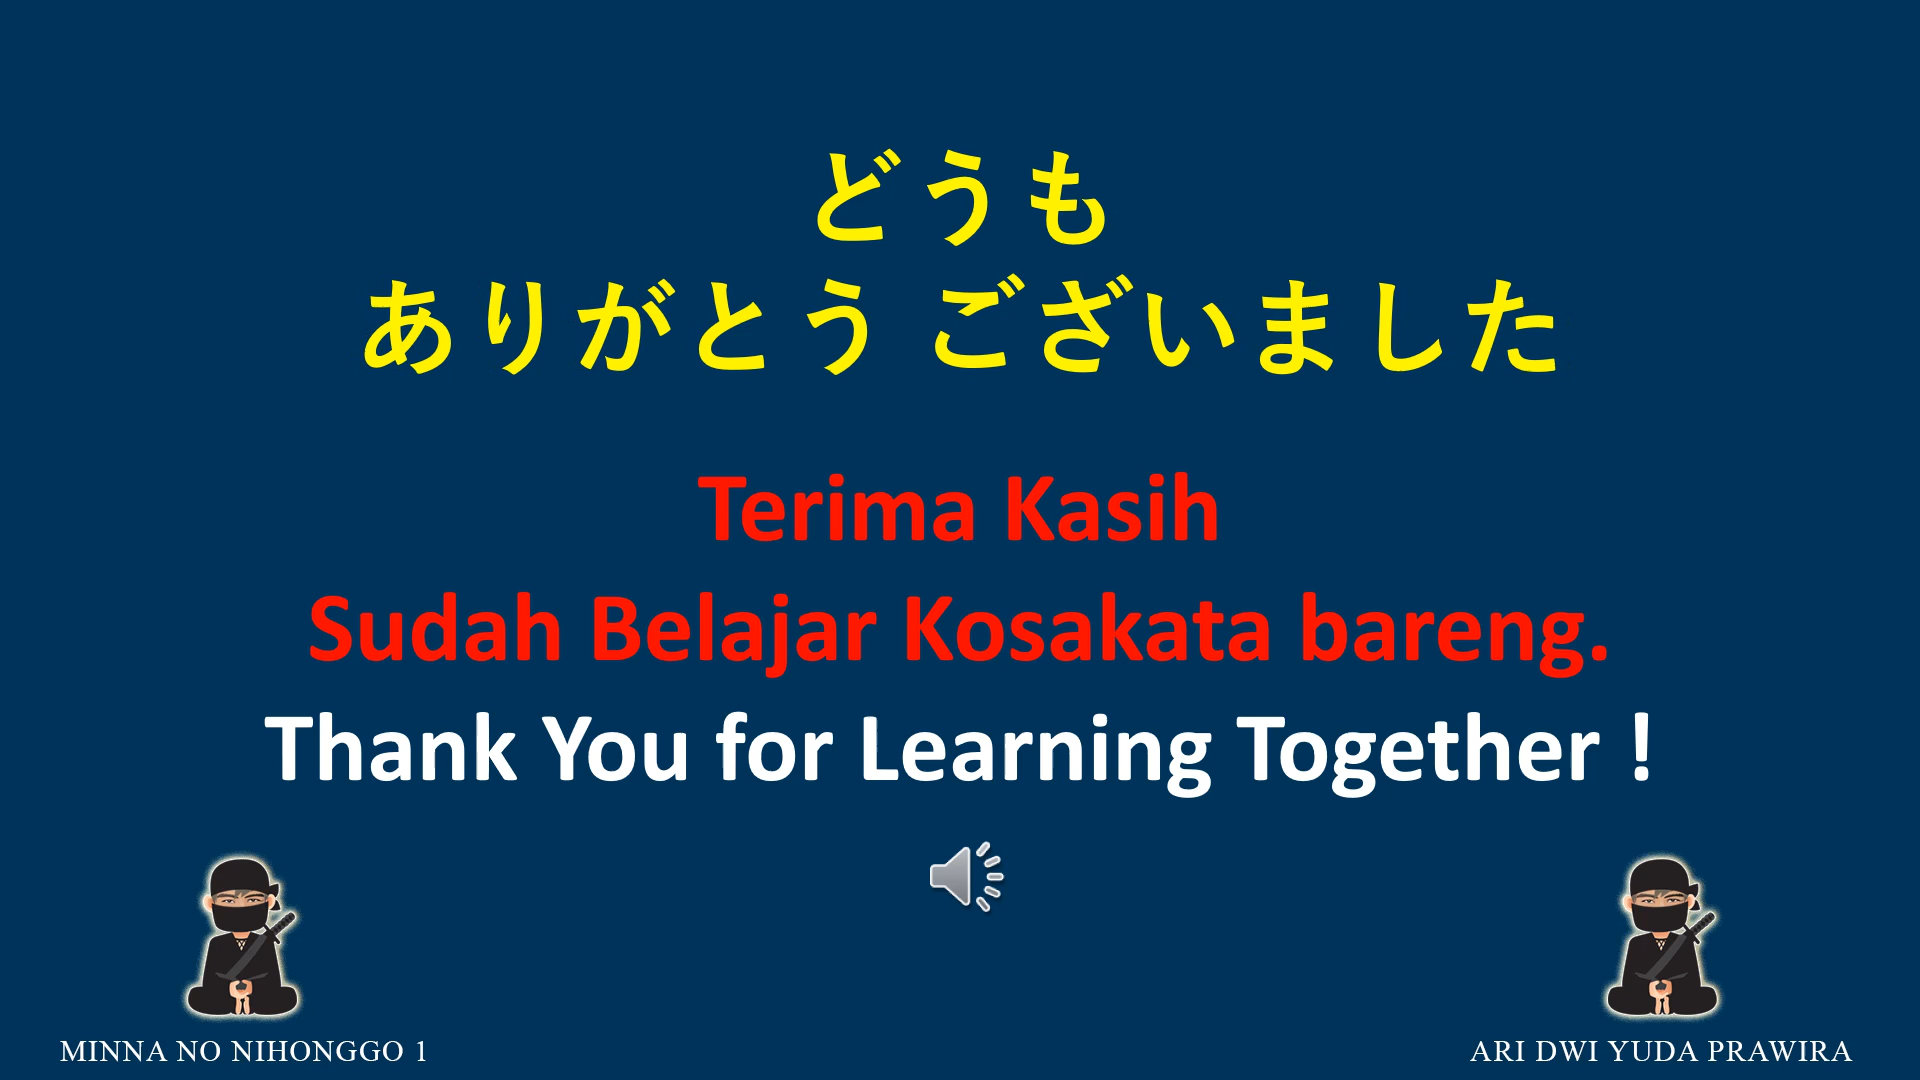 どうも
ありがとう ございました
Terima Kasih
Sudah Belajar Kosakata bareng.
Thank You for Learning Together !
MINNA NO NIHONGGO 1
ARI DWI YUDA PRAWIRA